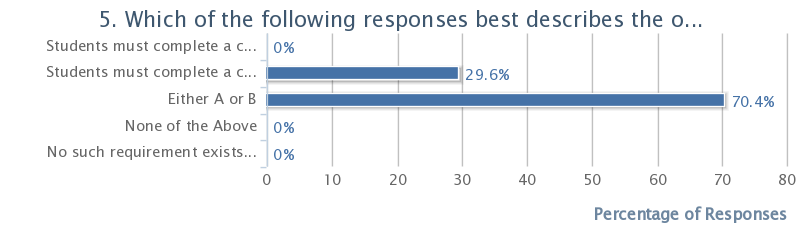 5. Which of the following responses best describes the o...
Students must complete a c... 0%
Students must complete a c... 29.6%
Either A or B 70.4%
None of the Above 0%
No such requirement exists... 0%
0 10 20 30 40 50 60 70 80
Percentage of Responses